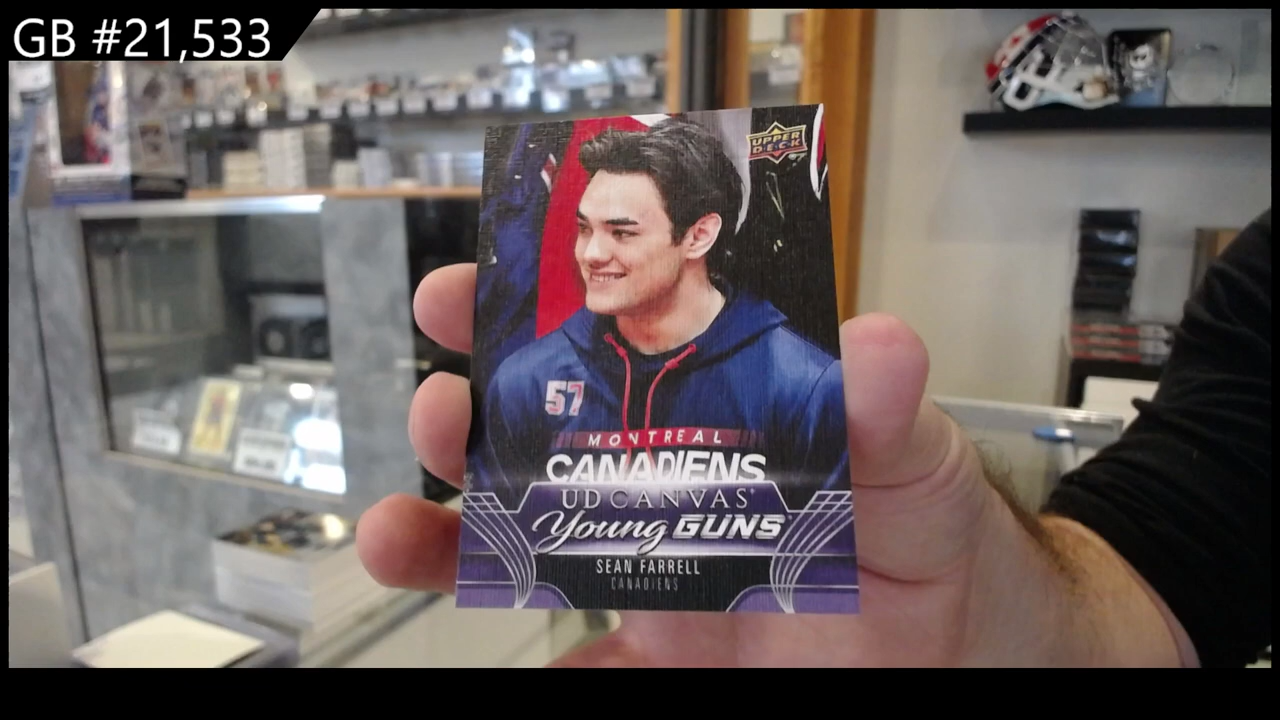 GB #21,533
UPPER
DECK
57
MONTREAL
CANADIENS
UD CANVAS
Young GUNS
SEAN FARRELL
CANADIENS